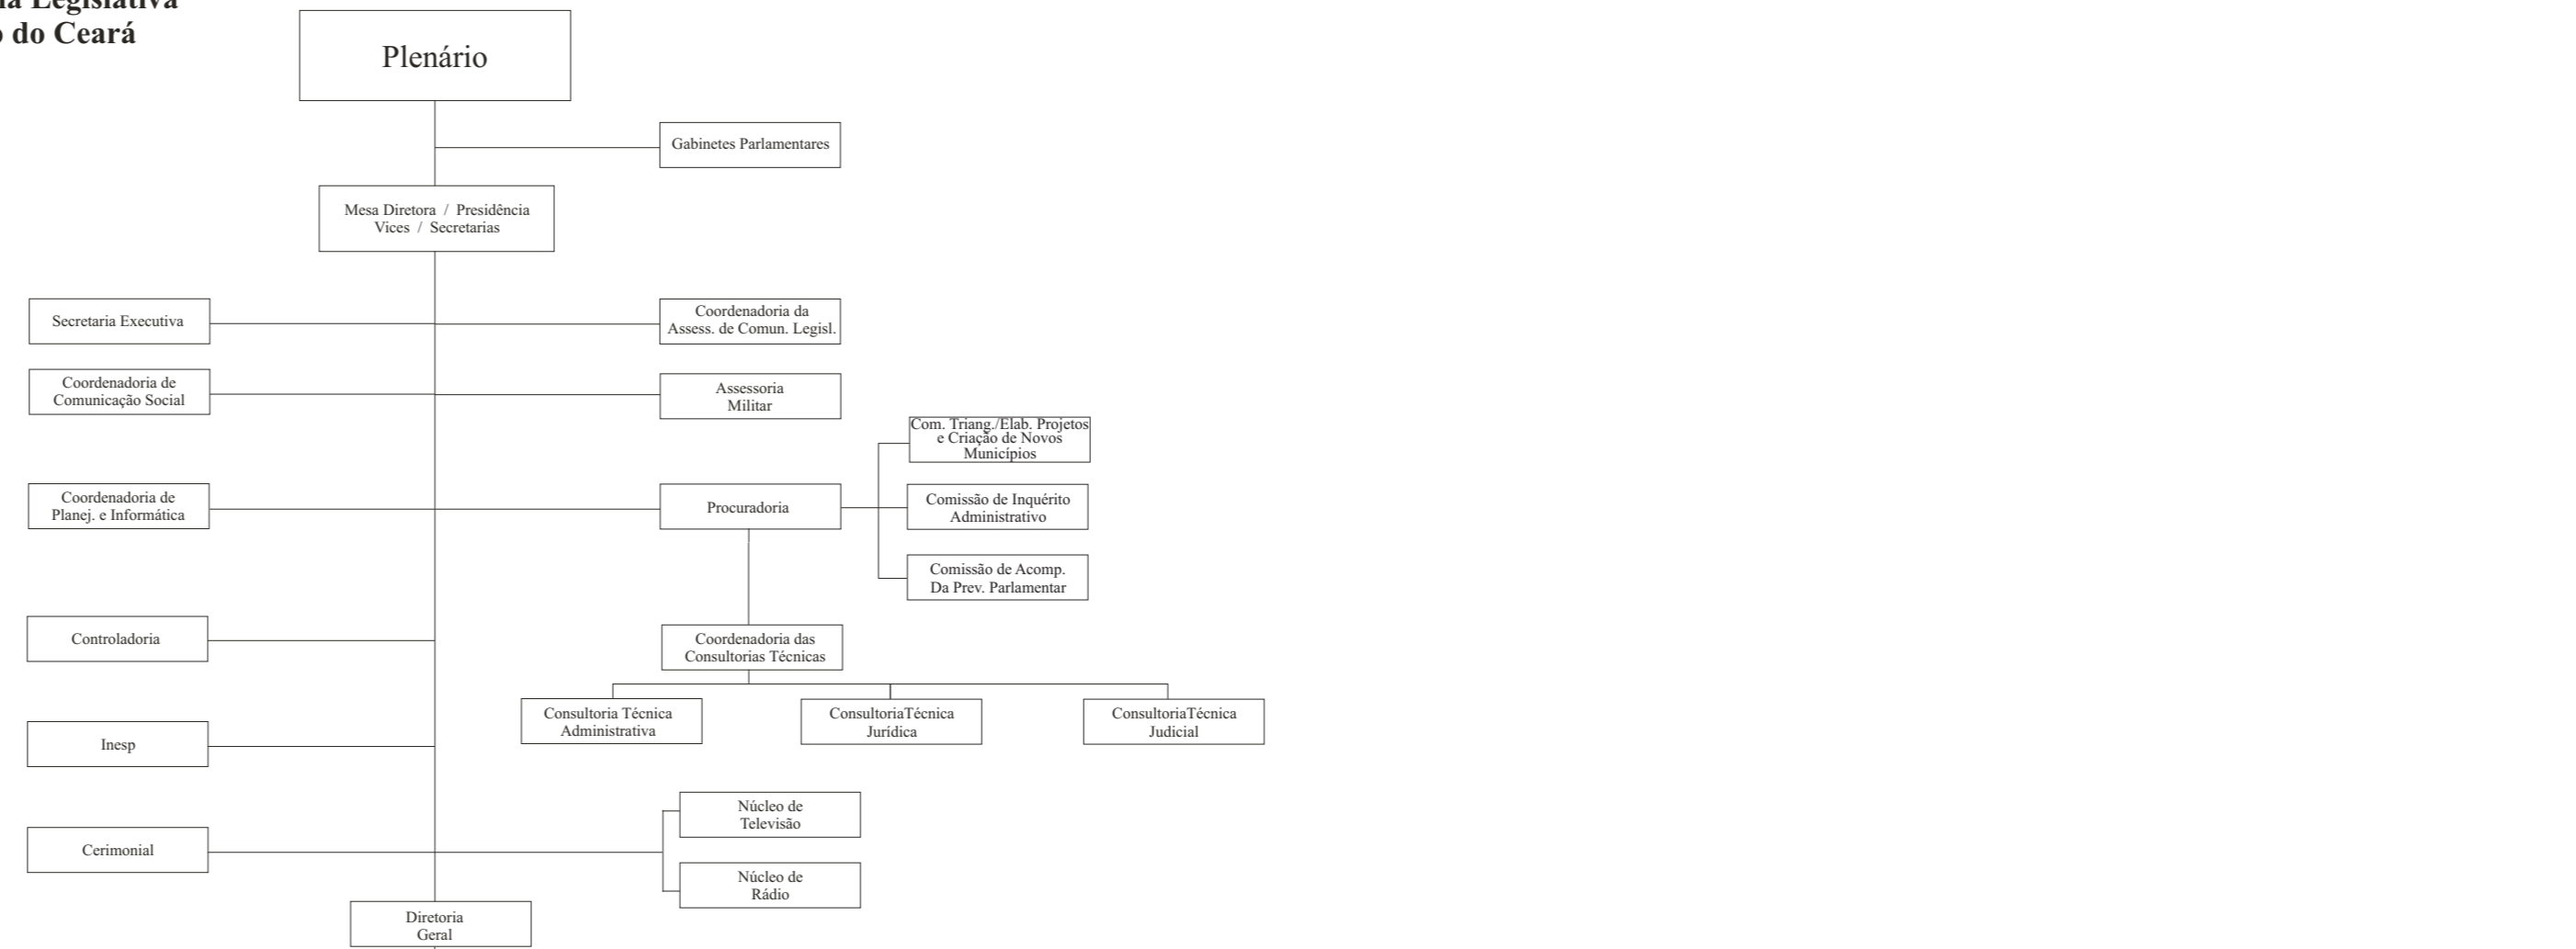 Legislativa
do Ceará
Plenário
Gabinetes Parlamentares
Mesa Diretora / Presidência
Vices / Secretarias
Secretaria Executiva
Coordenadoria da
Assess. de Comun. Legisl.
Coordenadoria de
Comunicação Social
Assessoria
Militar
Com. Triang./Elab. Projetos
e Criação de Novos
Municípios
Coordenadoria de
Planej. e Informática
Procuradoria
Comissão de Inquérito
Administrativo
Comissão de Acomp.
Da Prev. Parlamentar
Controladoria
Coordenadoria das
Consultorias Técnicas
Consultoria Técnica
Administrativa
ConsultoriaTécnica
Jurídica
ConsultoriaTécnica
Judicial
Inesp
Núcleo de
Televisão
Cerimonial
Núcleo de
Rádio
Diretoria
Geral